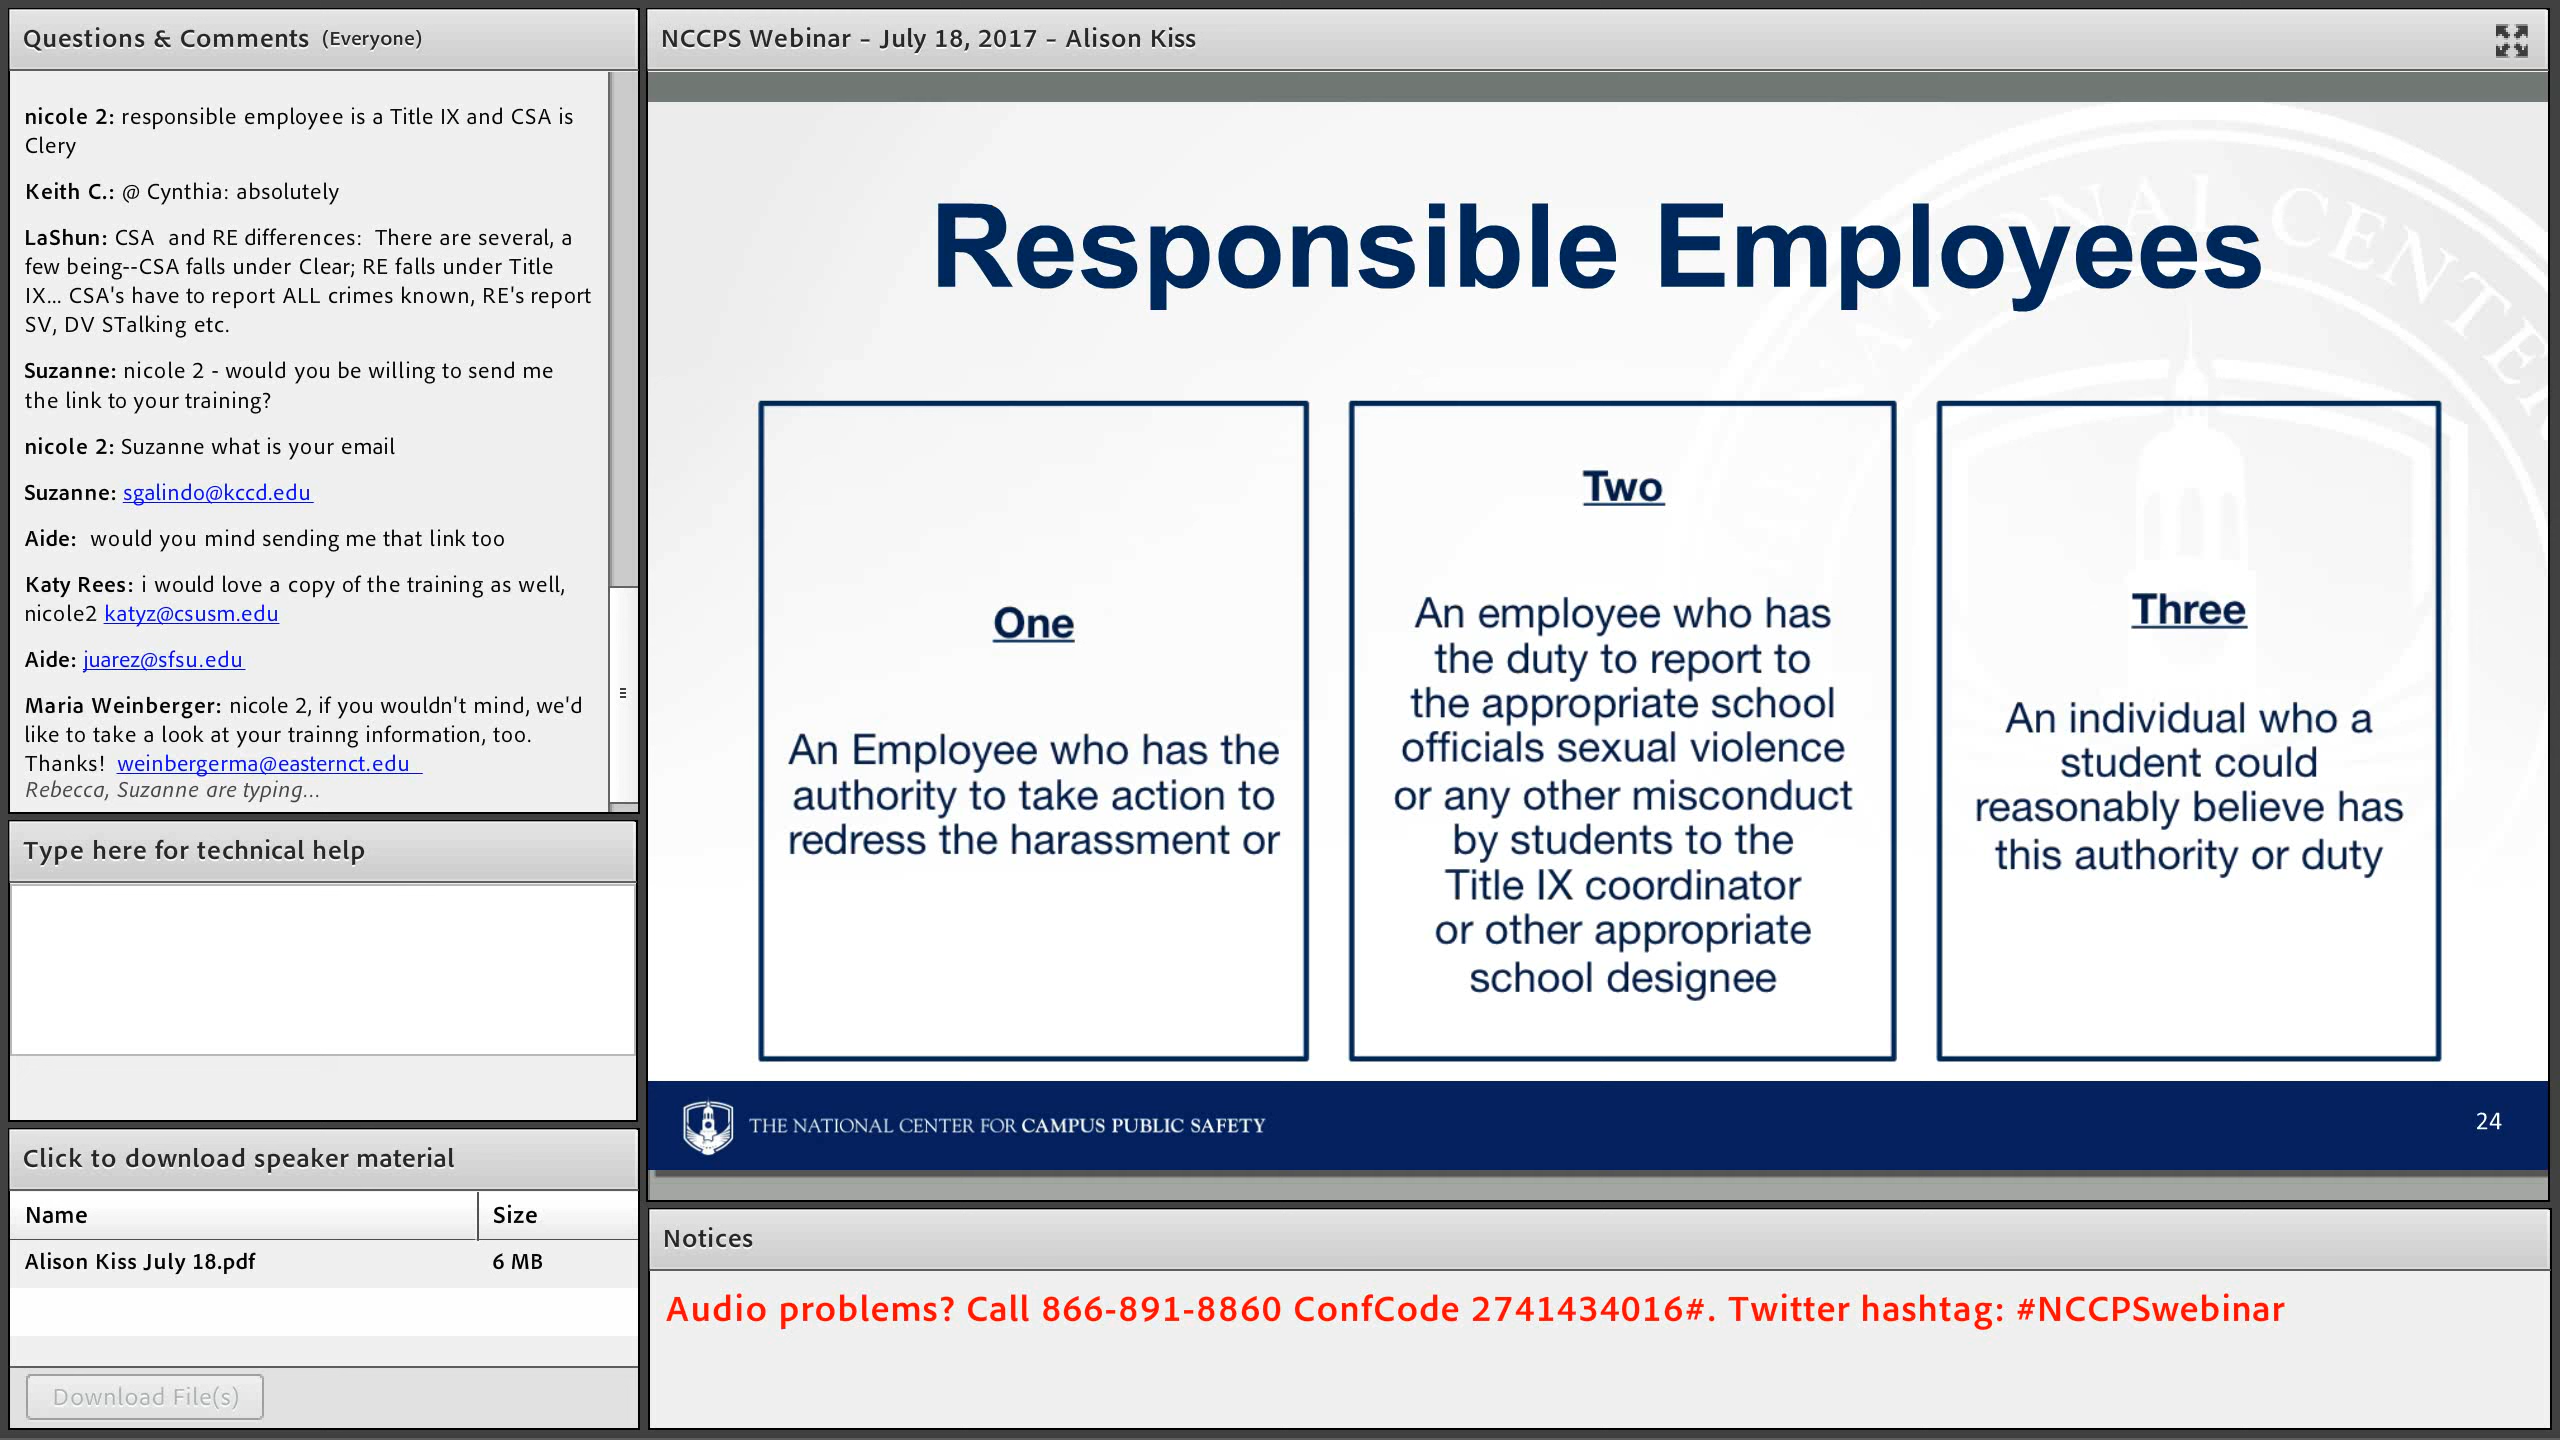 Questions & Comments (Everyone)
nicole 2: responsible employee is a Title IX and CSA is
Clery
Keith C.: @ Cynthia: absolutely
LaShun: CSA  and RE differences:  There are several, a
few being--CSA falls under Clear; RE falls under Title
IX... CSA's have to report ALL crimes known, RE's report
SV, DV STalking etc.
Suzanne: nicole 2 - would you be willing to send me
the link to your training?
nicole 2: Suzanne what is your email
Suzanne: sgalindo@kccd.edu
Aide:  would you mind sending me that link too
Katy Rees: i would love a copy of the training as well,
nicole2 katyz@csusm.edu
Aide: juarez@sfsu.edu
Maria Weinberger: nicole 2, if you wouldn't mind, we'd
like to take a look at your trainng information, too.
Thanks!  weinbergerma@easternct.edu
Rebecca, Suzanne are typing...
Type here for technical help
Click to download speaker material
Name Size
Alison Kiss July 18.pdf 6 MB
Download File(s)
NCCPS Webinar - July 18, 2017 - Alison Kiss
NATIONAL CENTER
Responsible Employees
One
An Employee who has the
authority to take action to
redress the harassment or
Two
An employee who has
the duty to report to
the appropriate school
officials sexual violence
or any other misconduct
by students to the
Title IX coordinator
or other appropriate
school designee
Three
An individual who a
student could
reasonably believe has
this authority or duty
THE NATIONAL CENTER FOR CAMPUS PUBLIC SAFETY
24
Notices
Audio problems? Call 866-891-8860 ConfCode 2741434016#. Twitter hashtag: #NCCPSwebinar